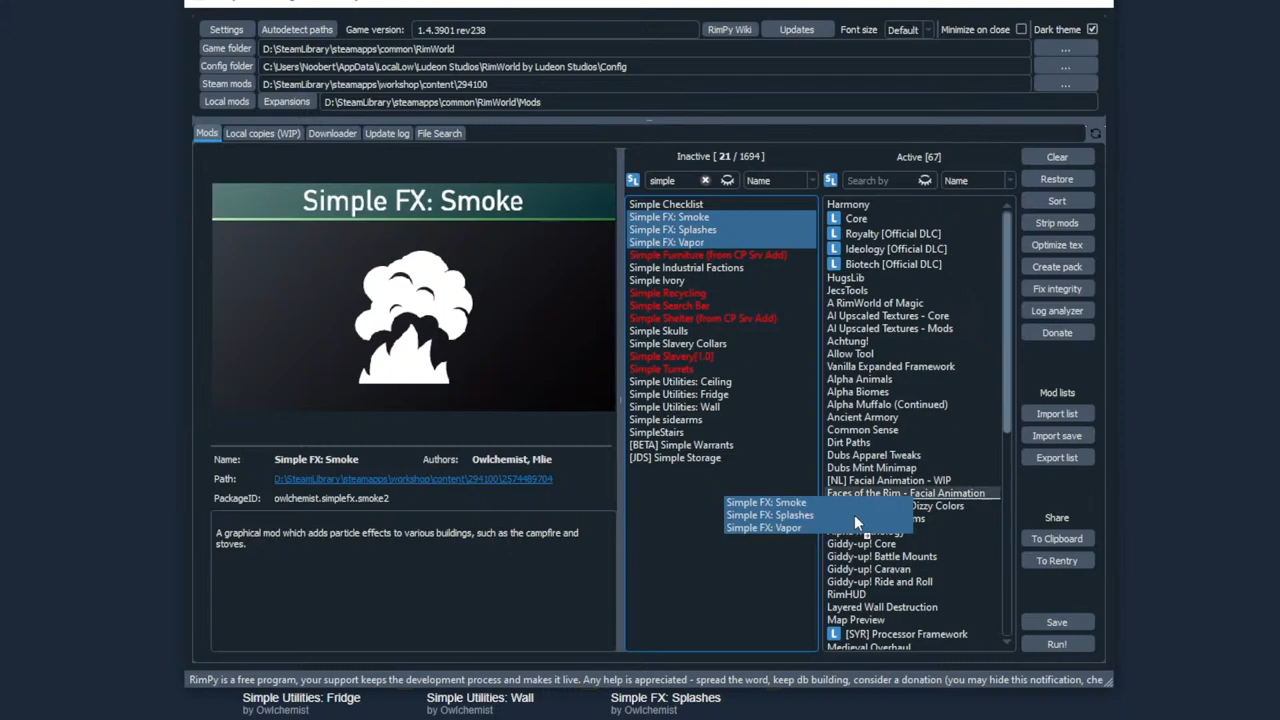 Settings
Autodetect paths
Game version:
1.4.3901 rev238
RimPy Wiki
Updates
Font size
Default
Minimize on close
Dark theme
Game folder
D:\SteamLibrary\steamapps\common\RimWorld
...
Config folder
C:\Users\Noobert\AppData\LocalLow\Ludeon Studios\RimWorld by Ludeon Studios\Config
...
Steam mods
D:\SteamLibrary\steamapps\workshop\content\294100
...
Local mods
Expansions
D:\SteamLibrary\steamapps\common\RimWorld\Mods
Mods
Local copies (WIP)
Downloader
Update log
File Search
Simple FX: Smoke
Name:
Simple FX: Smoke
Authors:
Owlchemist, Mlie
Path:
D:\SteamLibrary\steamapps\workshop\content\294100\2574489704
PackageID:
owlchemist.simplefx.smoke2
A graphical mod which adds particle effects to various buildings, such as the campfire and
stoves.
Inactive [ 21 / 1694 ]
SL
simple
Name
Simple Checklist
Simple FX: Smoke
Simple FX: Splashes
Simple FX: Vapor
Simple Furniture (from CP Srv Add)
Simple Industrial Factions
Simple Ivory
Simple Recycling
Simple Search Bar
Simple Shelter (from CP Srv Add)
Simple Skulls
Simple Slavery Collars
Simple Slavery[1.0]
Simple Turrets
Simple Utilities: Ceiling
Simple Utilities: Fridge
Simple Utilities: Wall
Simple sidearms
SimpleStairs
[BETA] Simple Warrants
[JDS] Simple Storage
Simple FX: Smoke
Simple FX: Splashes
Simple FX: Vapor
Active [67]
SL
Search by
Name
Harmony
L Core
L Royalty [Official DLC]
L Ideology [Official DLC]
L Biotech [Official DLC]
HugsLib
JecsTools
A RimWorld of Magic
AI Upscaled Textures - Core
AI Upscaled Textures - Mods
Achtung!
Allow Tool
Vanilla Expanded Framework
Alpha Animals
Alpha Biomes
Alpha Muffalo (Continued)
Ancient Armory
Common Sense
Dirt Paths
Dubs Apparel Tweaks
Dubs Mint Minimap
[NL] Facial Animation - WIP
Faces of the Rim - Facial Animation
Dizzy Colors
Giddy-up! Core
Giddy-up! Battle Mounts
Giddy-up! Caravan
Giddy-up! Ride and Roll
RimHUD
Layered Wall Destruction
Map Preview
L [SYR] Processor Framework
Medieval Overhaul
Clear
Restore
Sort
Strip mods
Optimize tex
Create pack
Fix integrity
Log analyzer
Donate
Mod lists
Import list
Import save
Export list
Share
To Clipboard
To Rentry
Save
Run!
RimPy is a free program, your support keeps the development process and makes it live. Any help is appreciated - spread the word, keep db building, consider a donation (you may hide this notification, che
Simple Utilities: Fridge
by Owlchemist
Simple Utilities: Wall
by Owlchemist
Simple FX: Splashes
by Owlchemist